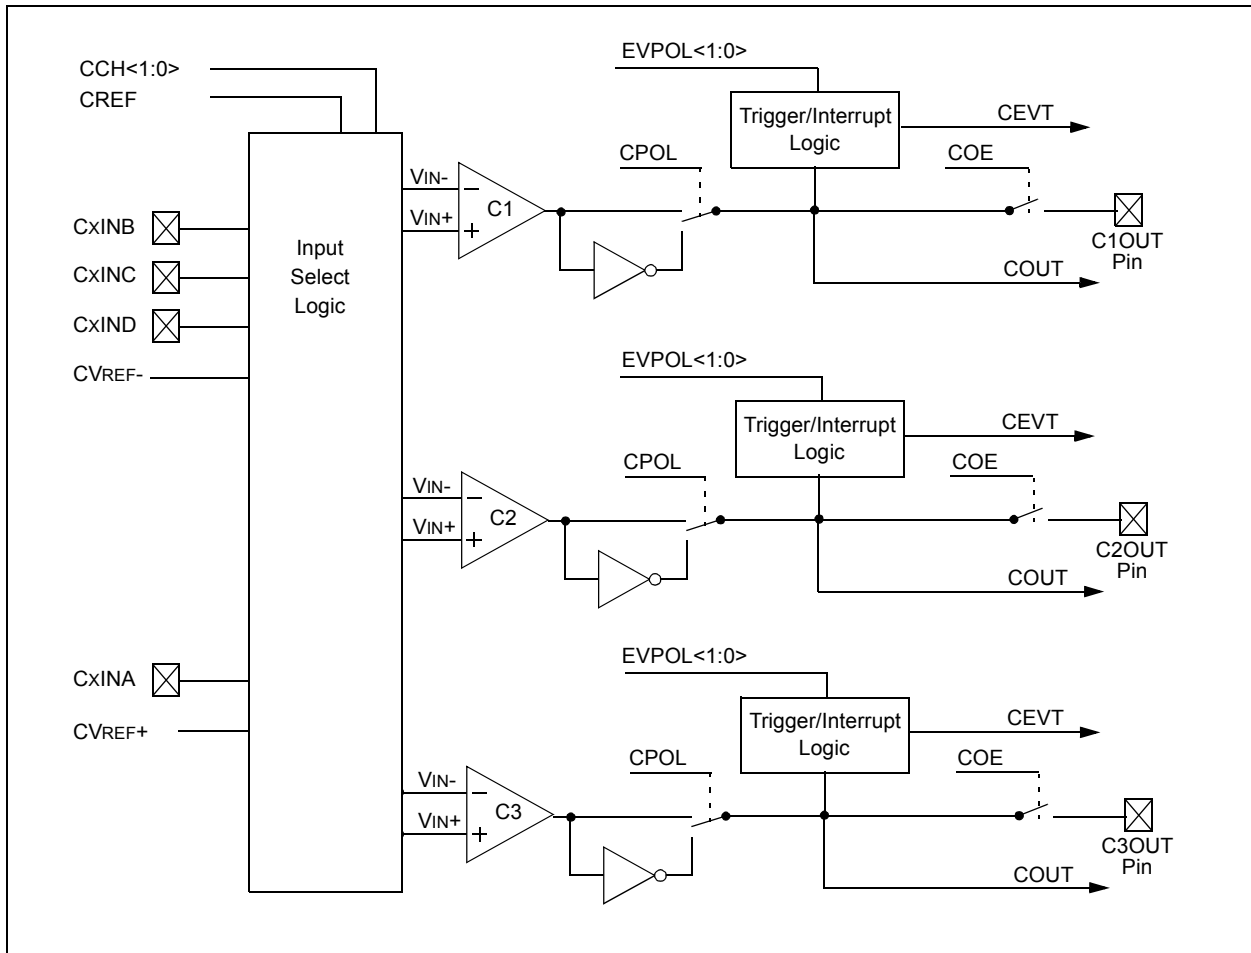 CCH<1:0>
CREF
CXINB
CXINC
CXIND
CVREF-
CXINA
CVREF+
Input
Select
Logic
EVPOL<1:0>
Trigger/Interrupt
Logic
CEVT
CPOL
COE
VIN-
VIN+
C1
C1OUT
Pin
COUT
EVPOL<1:0>
Trigger/Interrupt
Logic
CEVT
CPOL
COE
VIN-
VIN+
C2
C2OUT
Pin
COUT
EVPOL<1:0>
Trigger/Interrupt
Logic
CEVT
CPOL
COE
VIN-
VIN+
C3
C3OUT
Pin
COUT